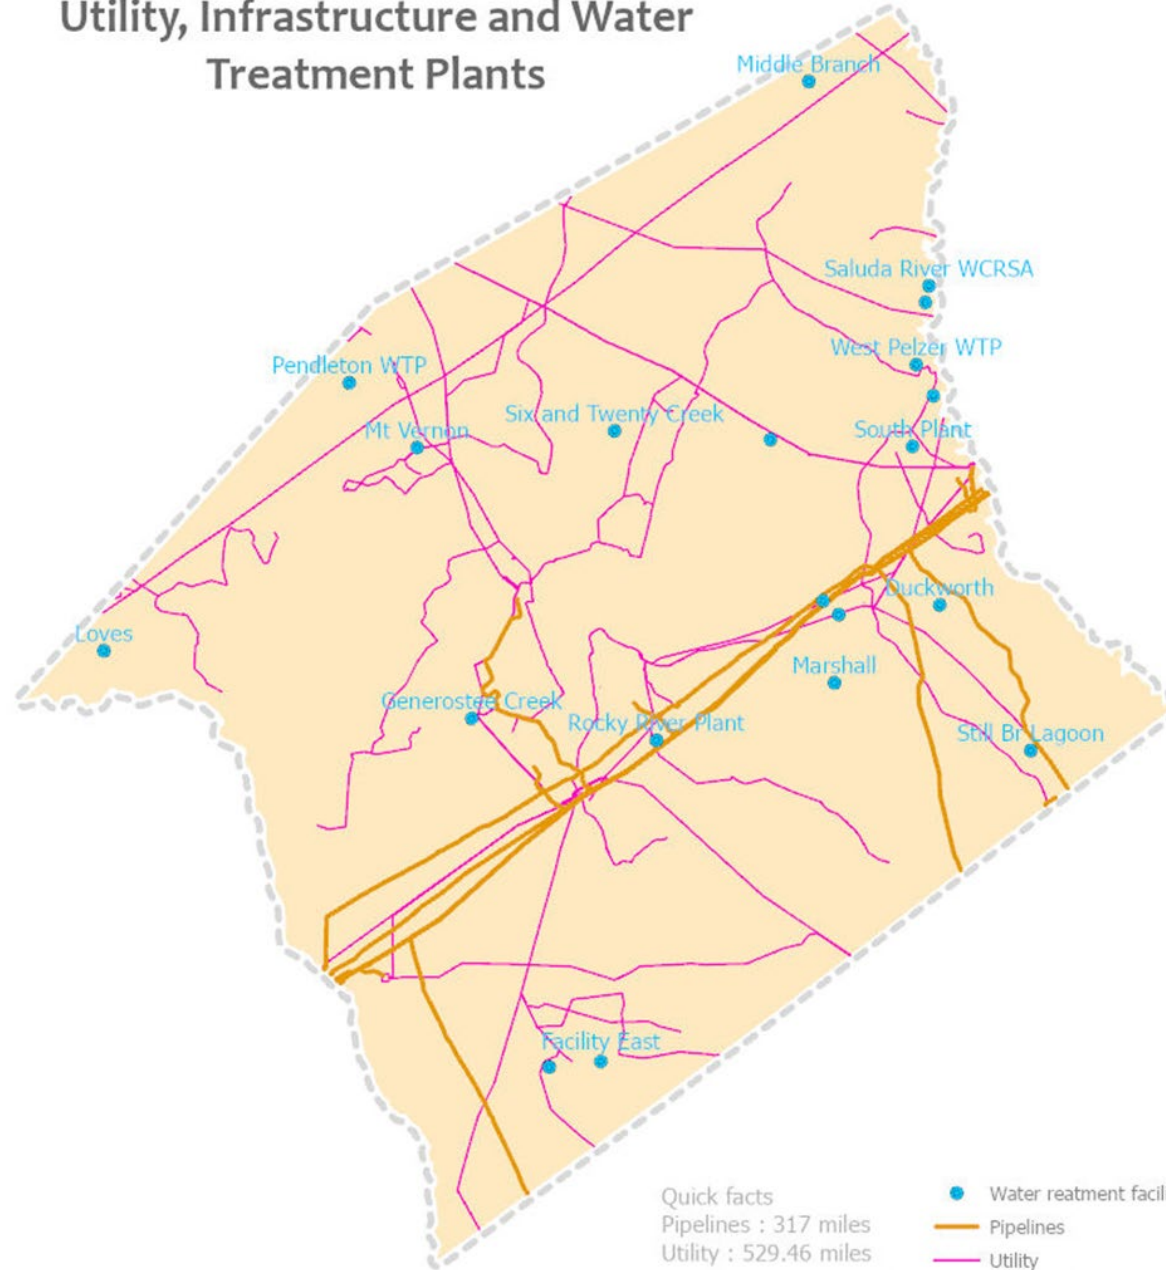 Utility, Infrastructure and Water
Treatment Plants
Middle Branch
Saluda River WCRSA
West Pelzer WTP
Pendleton WTP
Six and Twenty Creek
Mt Vernon
South Plant
Duckworth
Loves
Marshall
Generostee Creek
Rocky River Plant
Still Br Lagoon
Facility East
Quick facts
Pipelines : 317 miles
Utility : 529.46 miles
Water reatment facil
Pipelines
Utility